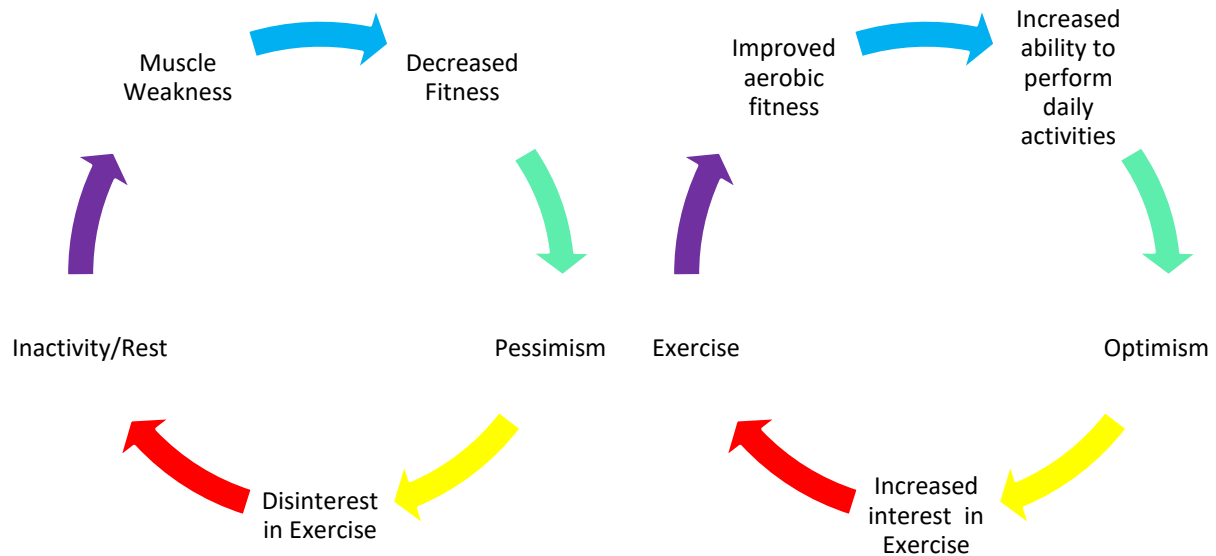 Muscle
Weakness
Decreased
Fitness
Pessimism
Disinterest
in Exercise
Inactivity/Rest
Improved
aerobic
fitness
Increased
ability to
perform
daily
activities
Optimism
Increased
interest in
Exercise
Exercise